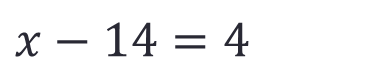 x − 14 = 4